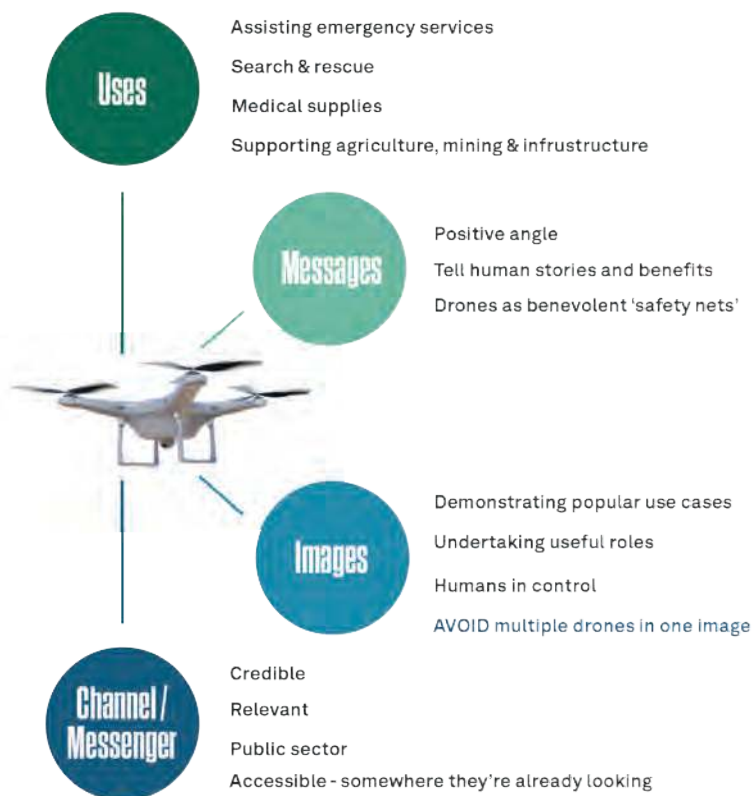 Uses
Assisting emergency services
Search & rescue
Medical supplies
Supporting agriculture, mining & infrustructure
Messages
Positive angle
Tell human stories and benefits
Drones as benevolent ‘safety nets’
Images
Demonstrating popular use cases
Undertaking useful roles
Humans in control
AVOID multiple drones in one image
Channel /
Messenger
Credible
Relevant
Public sector
Accessible - somewhere they're already looking